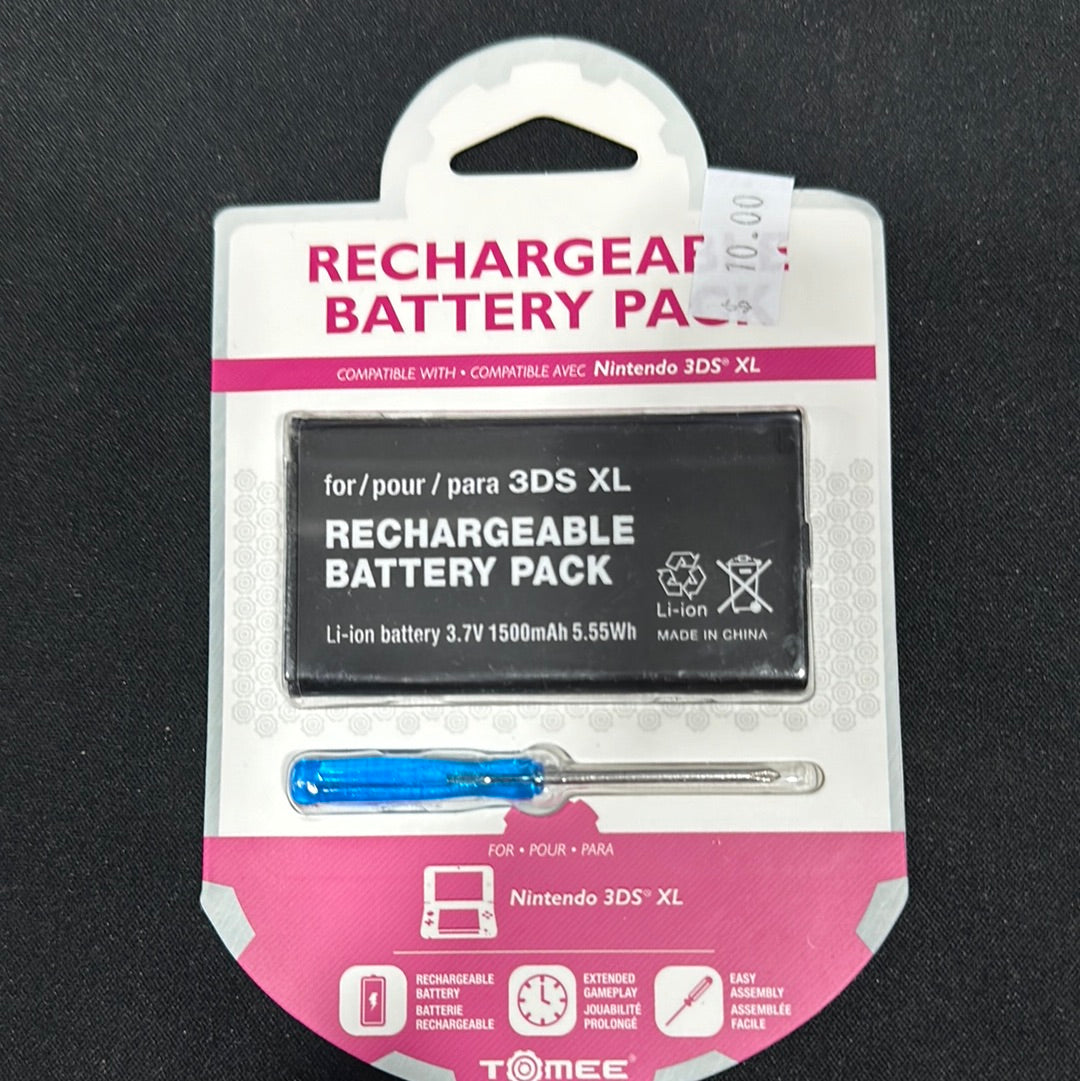 $ 10.00
RECHARGEABLE
BATTERY PACK
COMPATIBLE WITH • COMPATIBLE AVEC Nintendo 3DS® XL
for/pour / para 3DS XL
RECHARGEABLE
BATTERY PACK
Li-ion
Li-ion battery 3.7V 1500mAh 5.55Wh
MADE IN CHINA
FOR • POUR • PARA
Nintendo 3DS® XL
RECHARGEABLE
BATTERY
BATTERIE
RECHARGEABLE
EXTENDED
GAMEPLAY
JOUABILITÉ
PROLONGÉ
EASY
ASSEMBLY
ASSEMBLÉE
FACILE
TOMEE®